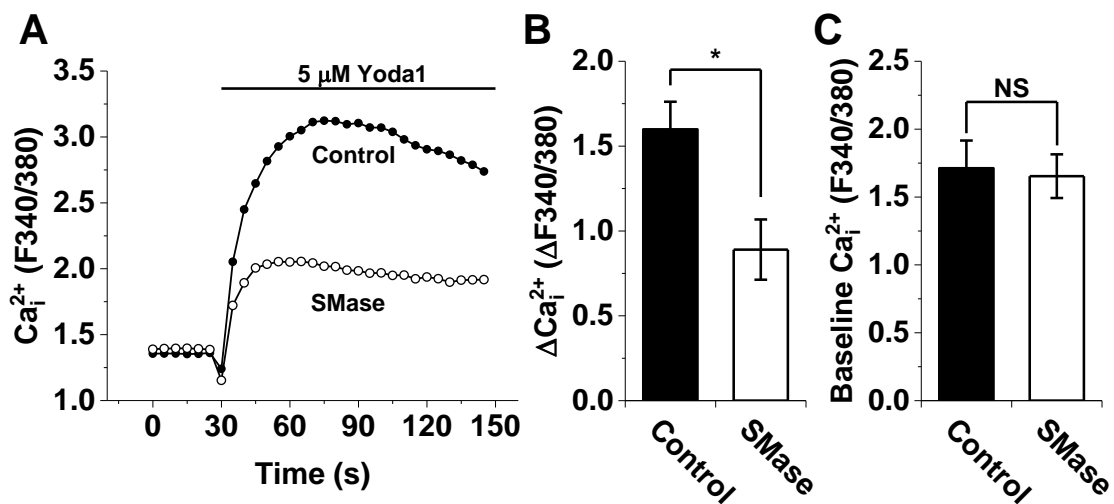 A
Ca²⁺ᵢ (F340/380)
3.5
3.0
2.5
2.0
1.5
1.0
5 μM Yoda1
Control
SMase
0 30 60 90 120 150
Time (s)
B
ΔCa²⁺ᵢ (ΔF340/380)
2.0
1.5
1.0
0.5
0.0
*
Control
SMase
C
Baseline Ca²⁺ᵢ (F340/380)
2.5
2.0
1.5
1.0
0.5
0.0
NS
Control
SMase